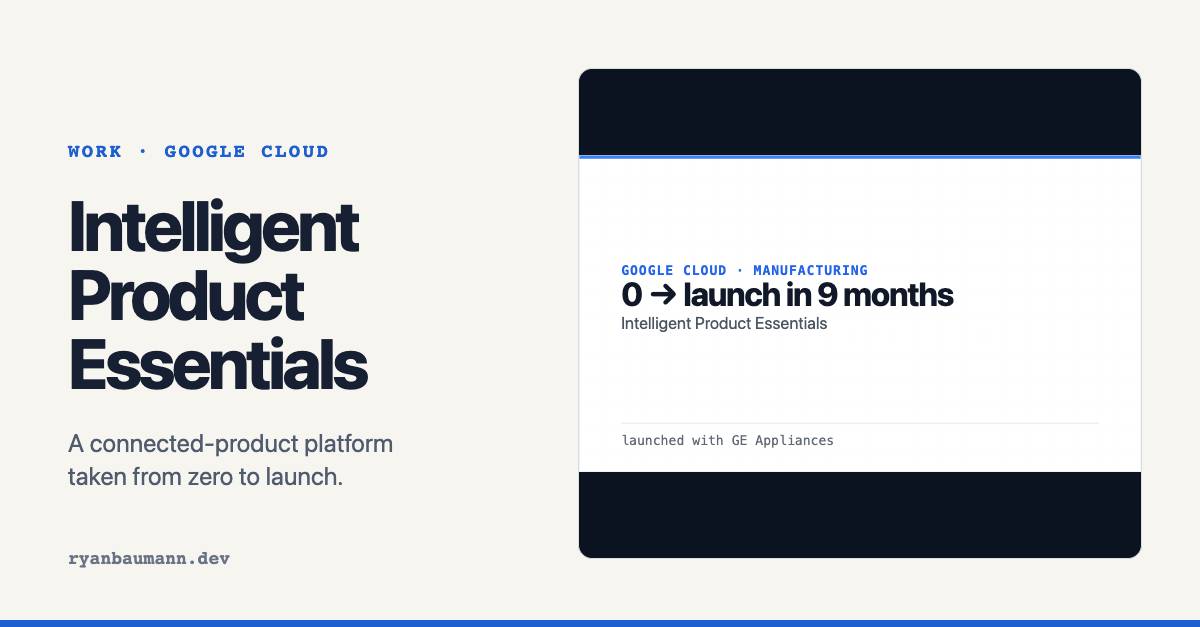 WORK · GOOGLE CLOUD
Intelligent
Product
Essentials
A connected-product platform
taken from zero to launch.
ryanbaumann.dev
GOOGLE CLOUD · MANUFACTURING
0 → launch in 9 months
Intelligent Product Essentials
launched with GE Appliances